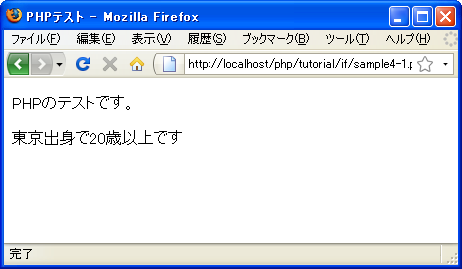 PHPテスト - Mozilla Firefox
ファイル(F) 編集(E) 表示(V) 履歴(S) ブックマーク(B) ツール(T) ヘルプ(H)
http://localhost/php/tutorial/if/sample4-1.p
PHPのテストです。
東京出身で20歳以上です
完了